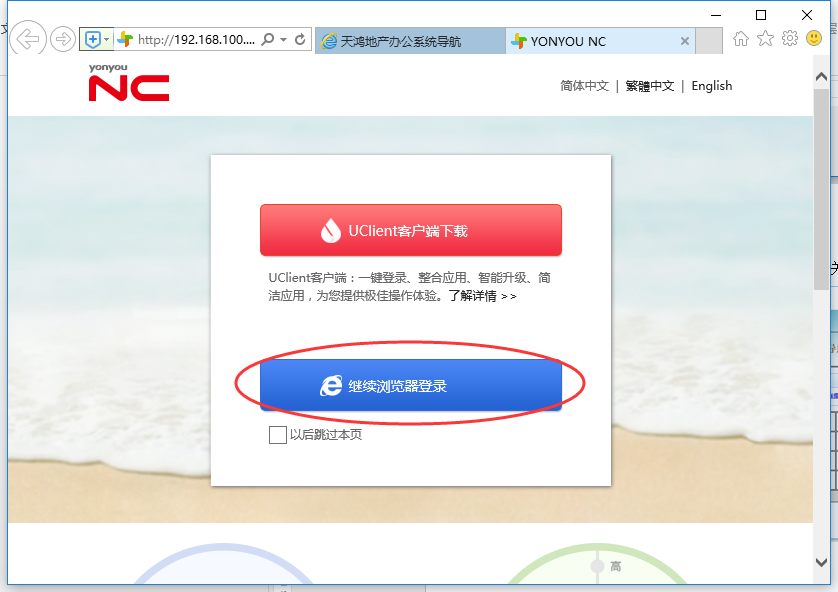 http://192.168.100....
天鸿地产办公系统导航
YONYOU NC
yonyou
NC
简体中文 | 繁體中文 | English
UClient客户端下载
UClient客户端：一键登录、整合应用、智能升级、简
洁应用，为您提供极佳操作体验。了解详情 >>
继续浏览器登录
以后跳过本页
高